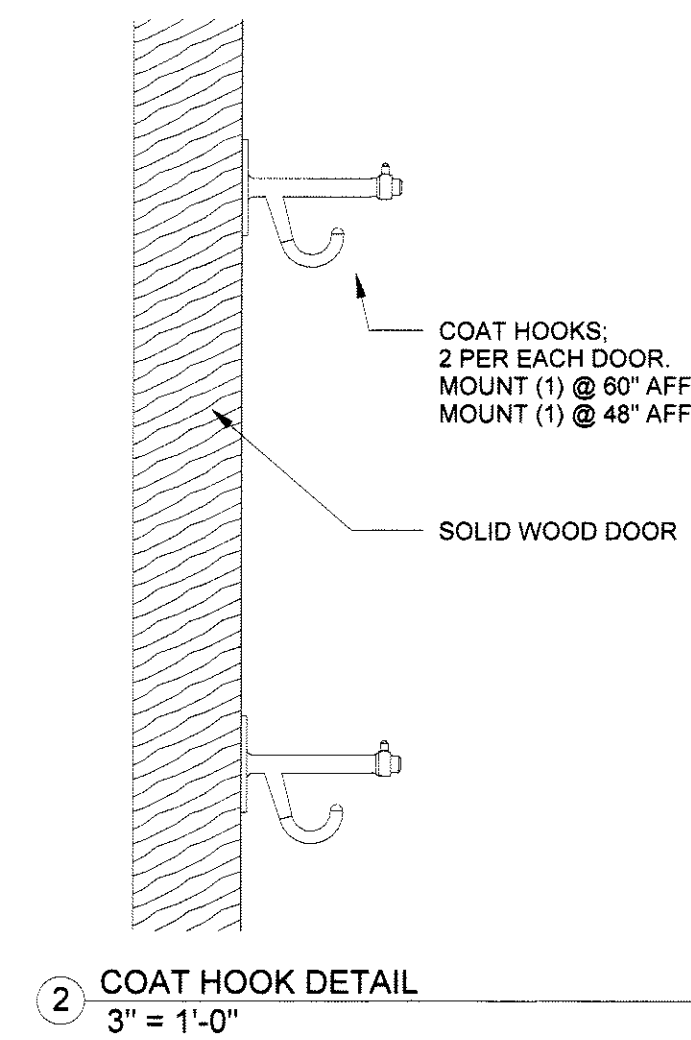 COAT HOOKS;
2 PER EACH DOOR.
MOUNT (1) @ 60" AFF
MOUNT (1) @ 48" AFF
SOLID WOOD DOOR
2 COAT HOOK DETAIL
3" = 1'-0"